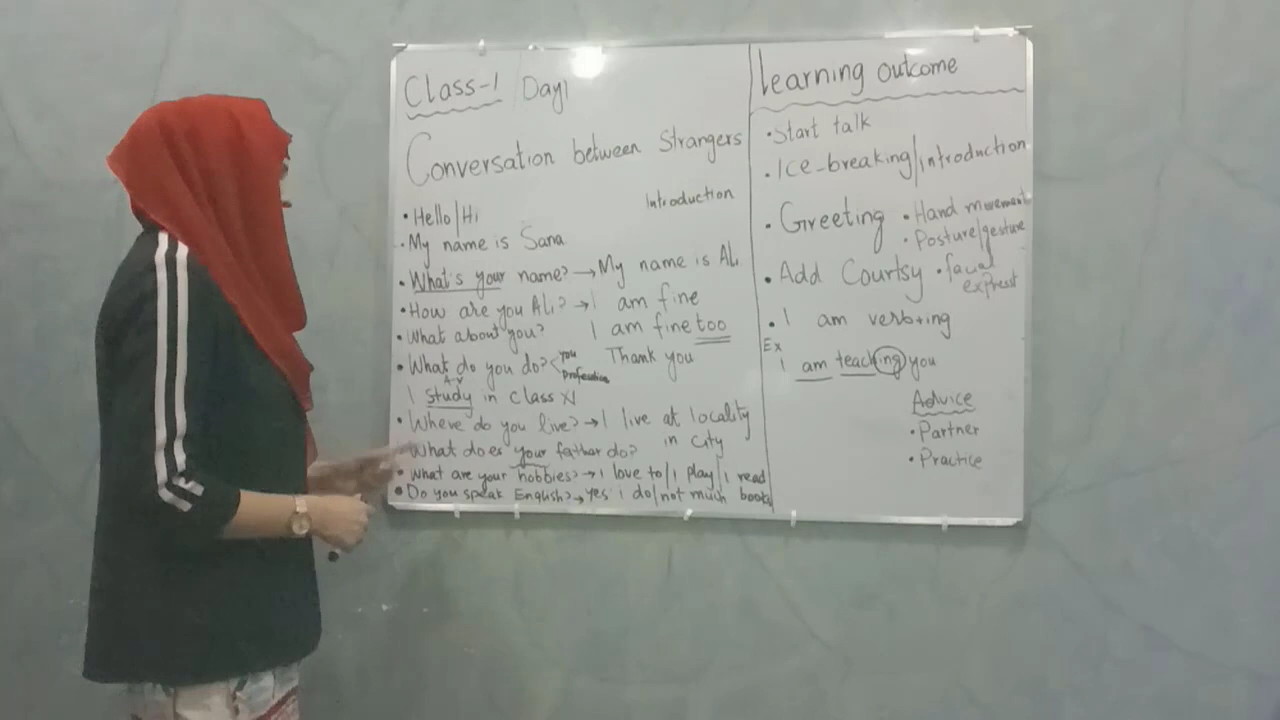 Class-1 / Day1
Conversation between Strangers
Introduction
• Hello/Hi
• My name is Sana
• What's your name? → My name is Ali
• How are you Ali? → I am fine
• What about you? I am fine too
Thank you
• What do you do? < you Profession
A.V
I study in class XI
• Where do you live? → I live at locality
in City
What does your father do?
• What are your hobbies? → I love to/I play/I read
books
• Do you speak English? → Yes I do/not much
Learning outcome
• Start talk
• Ice-breaking/introduction
• Greeting • Hand movement
• Posture/gesture
• Add Courtsy • facial
express
• I am verb+ing
Ex
I am teaching you
Advice
• Partner
• Practice